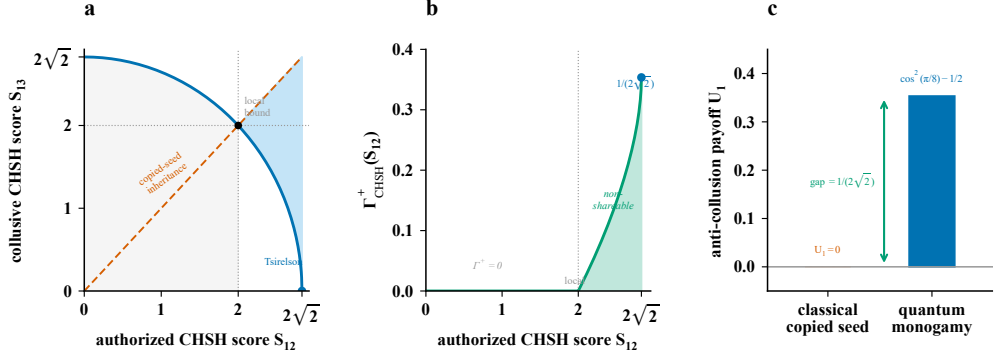 a
collusive CHSH score S13
2√2
2
1
0
local
bound
copied-seed
inheritance
Tsirelson
0
1
2
2√2
authorized CHSH score S12
b
Γ+CHSH(S12)
0.4
0.3
0.2
0.1
0.0
1/(2√2)
non-
shareable
Γ+ = 0
local
0
1
2
2√2
authorized CHSH score S12
c
anti-collusion payoff U1
0.4
0.3
0.2
0.1
0.0
cos2(π/8)−1/2
gap = 1/(2√2)
U1 = 0
classical
copied seed
quantum
monogamy